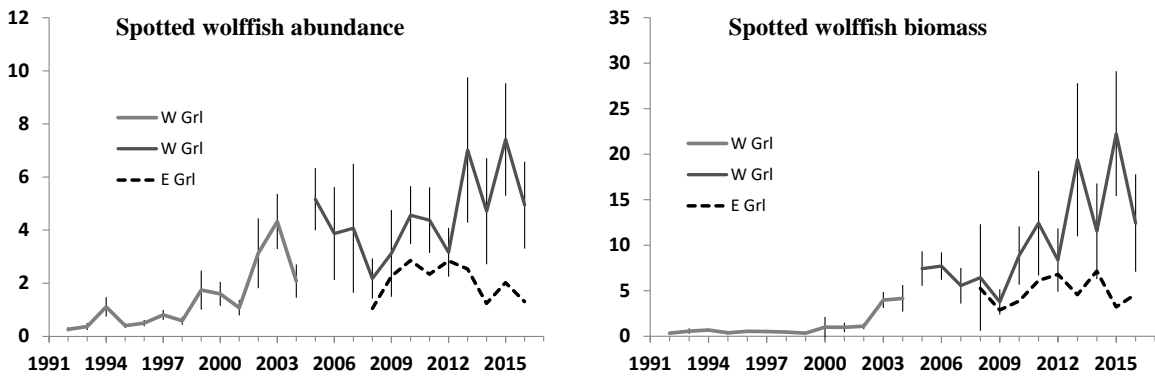 Spotted wolffish abundance
12
10
8
6
4
2
0
W Grl
W Grl
E Grl
1991 1994 1997 2000 2003 2006 2009 2012 2015
Spotted wolffish biomass
35
30
25
20
15
10
5
0
W Grl
W Grl
E Grl
1991 1994 1997 2000 2003 2006 2009 2012 2015